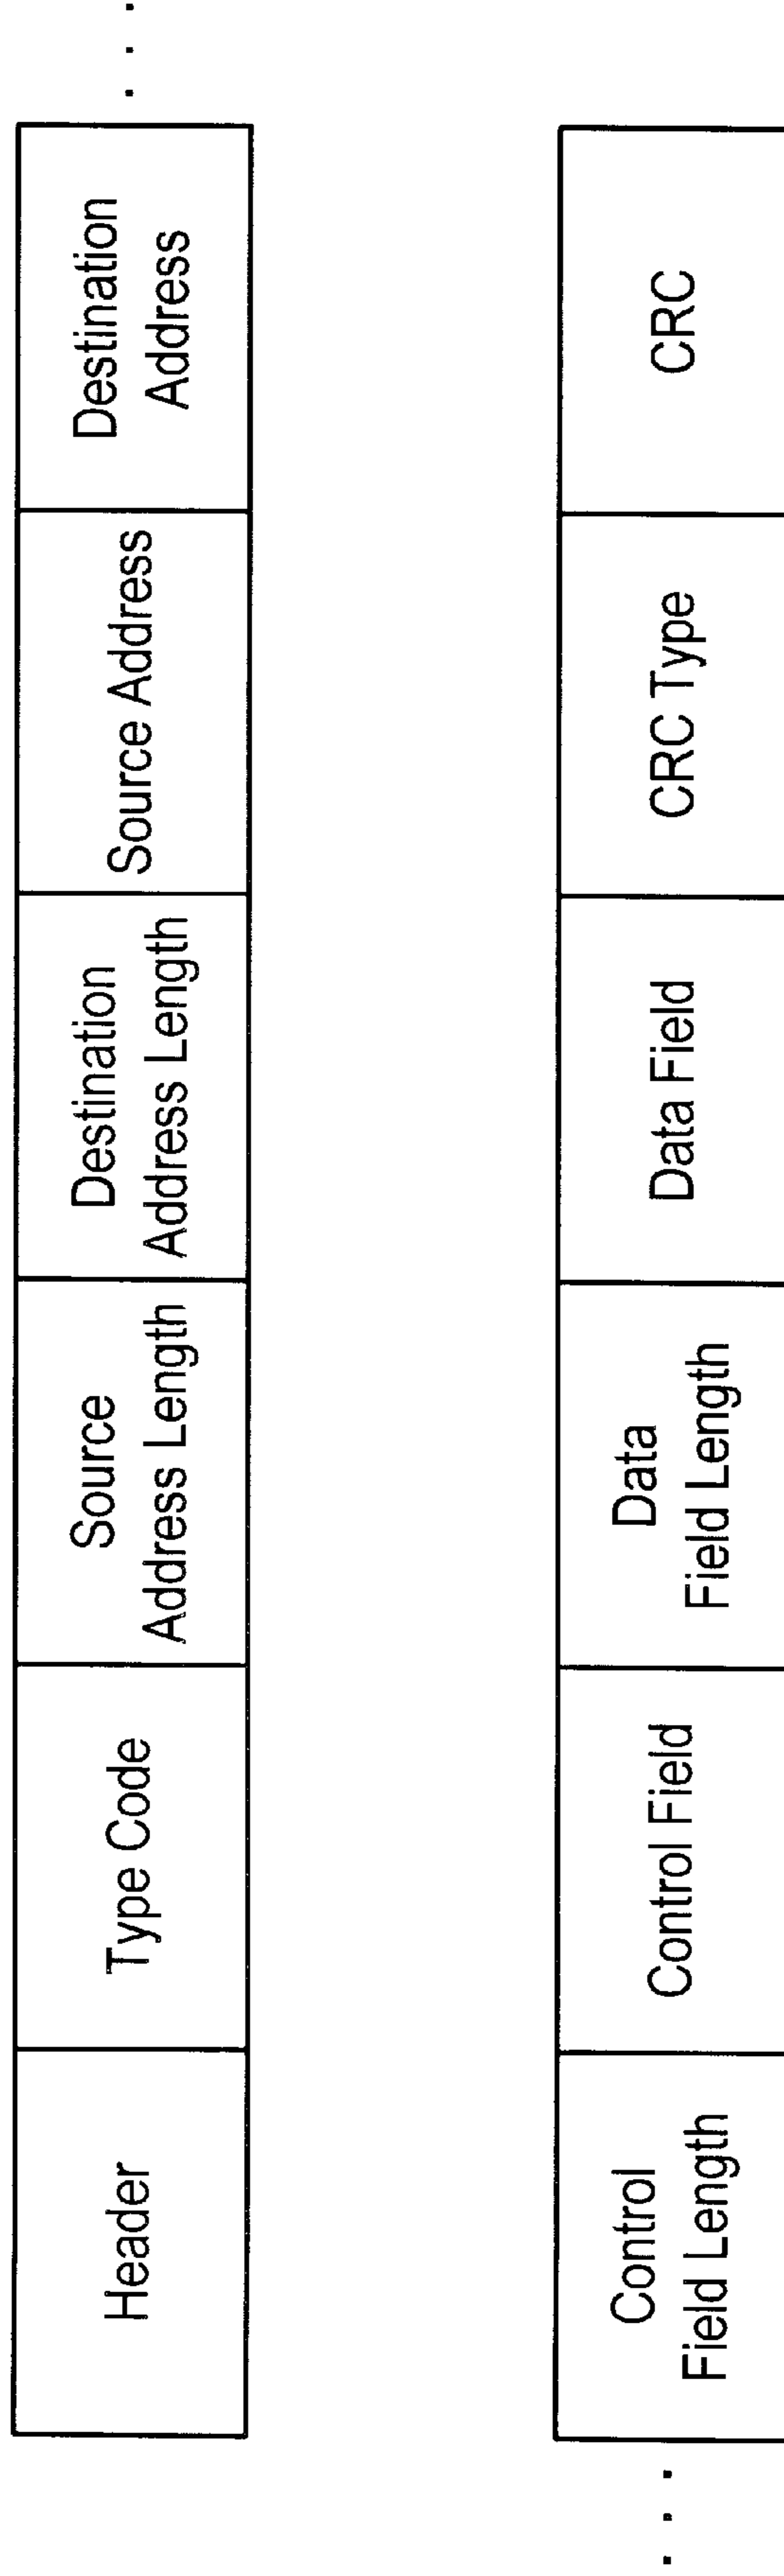 Header
Type Code
Source
Address Length
Destination
Address Length
Source Address
Destination
Address
. . .
. . .
Control
Field Length
Control Field
Data
Field Length
Data Field
CRC Type
CRC